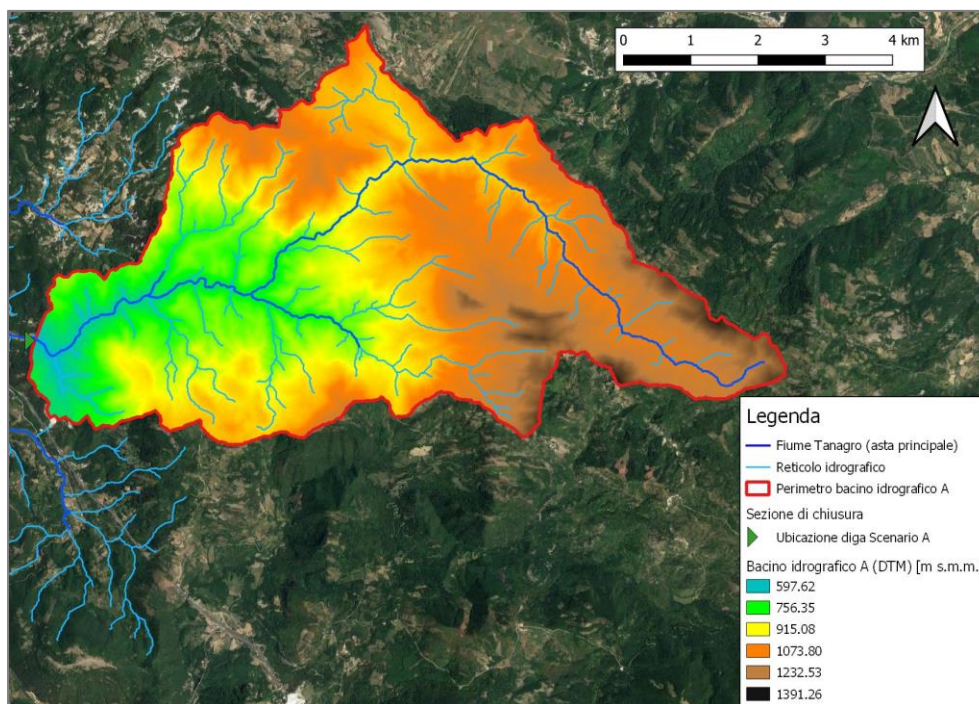 0 1 2 3 4 km
Legenda
Fiume Tanagro (asta principale)
Reticolo idrografico
Perimetro bacino idrografico A
Sezione di chiusura
Ubicazione diga Scenario A
Bacino idrografico A (DTM) [m s.m.m.
597.62
756.35
915.08
1073.80
1232.53
1391.26